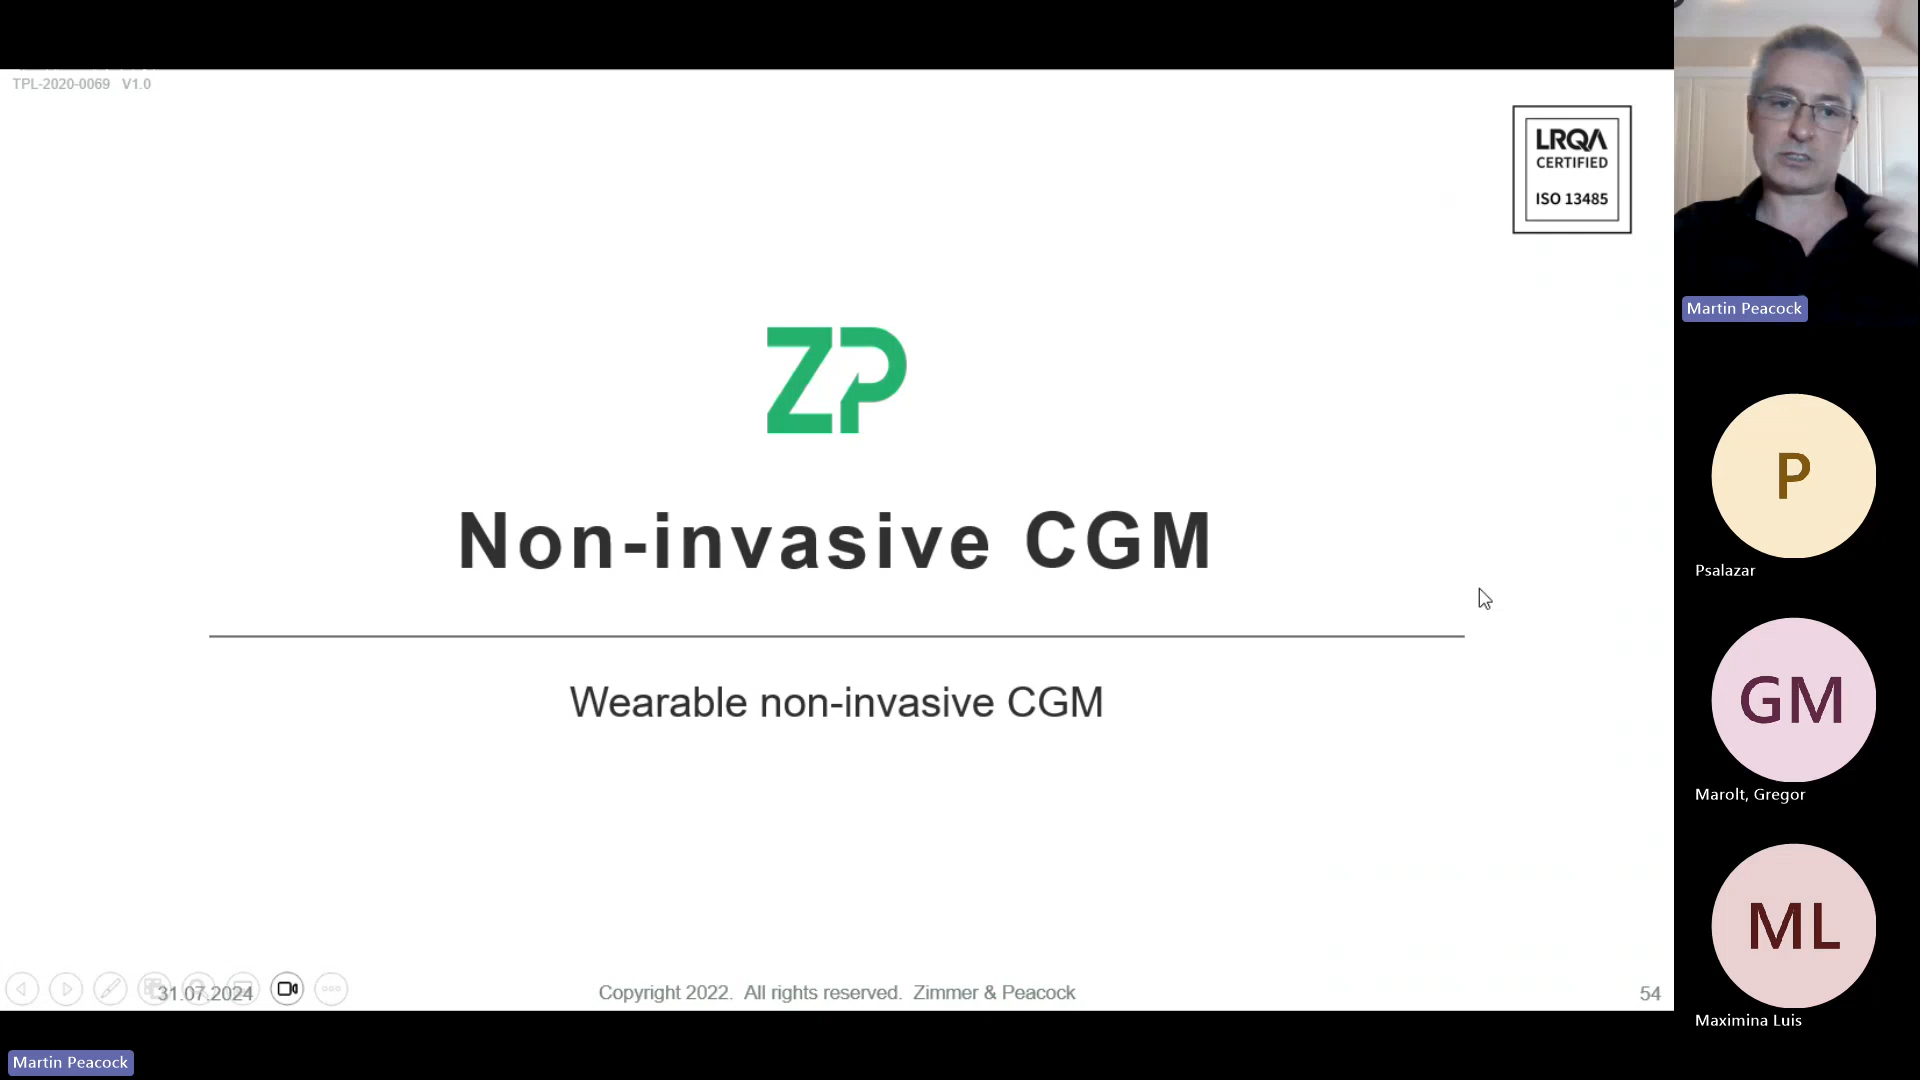 TPL-2020-0069 V1.0
LRQA
CERTIFIED
ISO 13485
ZP
Non-invasive CGM
Wearable non-invasive CGM
31.07.2024
Copyright 2022. All rights reserved. Zimmer & Peacock
54
Martin Peacock
Martin Peacock
P
Psalazar
GM
Marolt, Gregor
ML
Maximina Luis